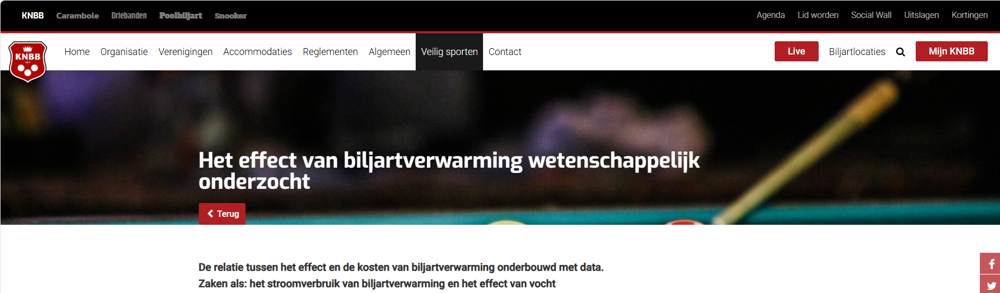 KNBB Carambole Driebanden Poolbiljart Snooker Agenda Lid worden Social Wall Uitslagen Kortingen
KNBB
1911
Home Organisatie Verenigingen Accommodaties Reglementen Algemeen Veilig sporten Contact Live Biljartlocaties Mijn KNBB
Het effect van biljartverwarming wetenschappelijk
onderzocht
Terug
De relatie tussen het effect en de kosten van biljartverwarming onderbouwd met data.
Zaken als: het stroomverbruik van biljartverwarming en het effect van vocht